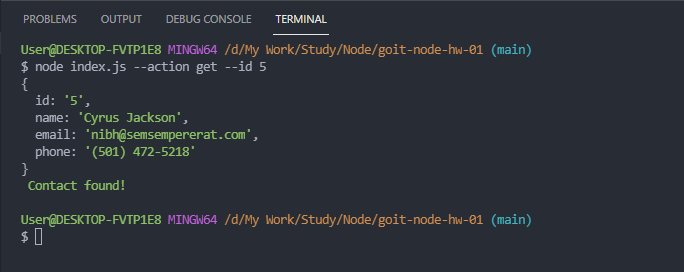 PROBLEMS OUTPUT DEBUG CONSOLE TERMINAL
User@DESKTOP-FVTP1E8 MINGW64 /d/My Work/Study/Node/goit-node-hw-01 (main)
$ node index.js --action get --id 5
{
  id: '5',
  name: 'Cyrus Jackson',
  email: 'nibh@semsempererat.com',
  phone: '(501) 472-5218'
}
 Contact found!
User@DESKTOP-FVTP1E8 MINGW64 /d/My Work/Study/Node/goit-node-hw-01 (main)
$